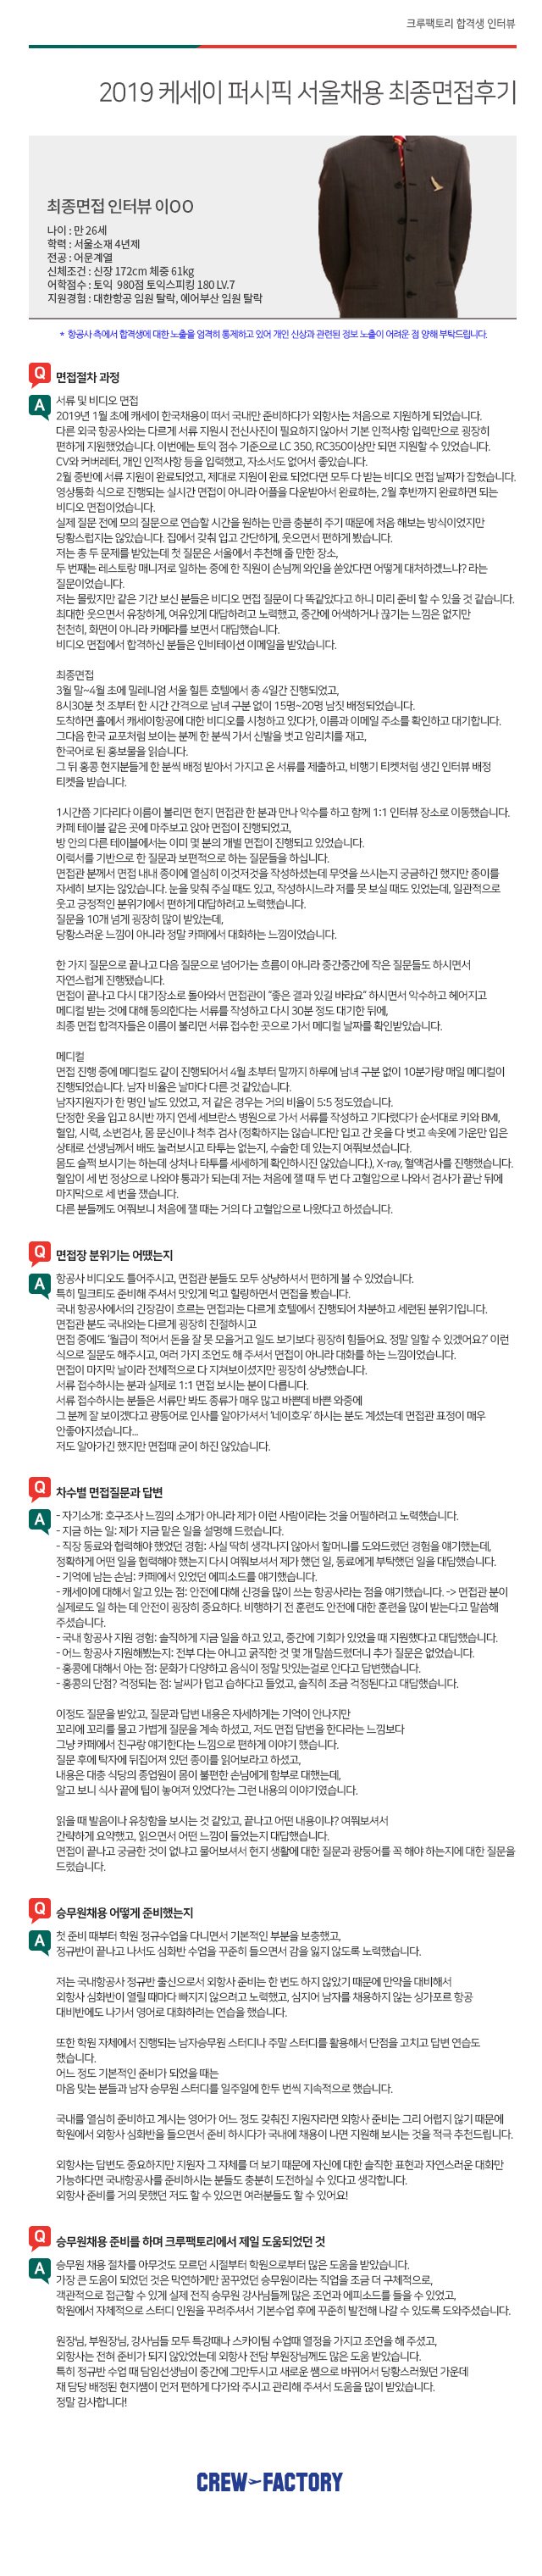 크루팩토리 합격생 인터뷰
2019 케세이 퍼시픽 서울채용 최종면접후기
최종면접 인터뷰 이OO
나이 : 만 26세
학력 : 서울소재 4년제
전공 : 어문계열
신체조건 : 신장 172cm 체중 61kg
어학점수 : 토익 980점 토익스피킹 180 LV.7
지원경험 : 대한항공 임원 탈락, 에어부산 임원 탈락
* 항공사 측에서 합격생에 대한 노출을 엄격히 통제하고 있어 개인 신상과 관련된 정보 노출이 어려운 점 양해 부탁드립니다.
Q 면접절차 과정
A 서류 및 비디오 면접
2019년 1월 초에 캐세이 한국채용이 떠서 국내만 준비하다가 외항사는 처음으로 지원하게 되었습니다.
다른 외국 항공사와는 다르게 서류 지원시 전신사진이 필요하지 않아서 기본 인적사항 입력만으로 굉장히
편하게 지원했었습니다. 이번에는 토익 점수 기준으로 LC 350, RC350이상만 되면 지원할 수 있었습니다.
CV와 커버레터, 개인 인적사항 등을 입력했고, 자소서도 없어서 좋았습니다.
2월 중반에 서류 지원이 완료되었고, 제대로 지원이 완료 되었다면 모두 다 받는 비디오 면접 날짜가 잡혔습니다.
영상통화 식으로 진행되는 실시간 면접이 아니라 어플을 다운받아서 완료하는, 2월 후반까지 완료하면 되는
비디오 면접이었습니다.
실제 질문 전에 모의 질문으로 연습할 시간을 원하는 만큼 충분히 주기 때문에 처음 해보는 방식이었지만
당황스럽지는 않았습니다. 집에서 갖춰 입고 간단하게, 웃으면서 편하게 봤습니다.
저는 총 두 문제를 받았는데 첫 질문은 서울에서 추천해 줄 만한 장소,
두 번째는 레스토랑 매니저로 일하는 중에 한 직원이 손님께 와인을 쏟았다면 어떻게 대처하겠느냐? 라는
질문이었습니다.
저는 몰랐지만 같은 기간 보신 분들은 비디오 면접 질문이 다 똑같았다고 하니 미리 준비 할 수 있을 것 같습니다.
최대한 웃으면서 유창하게, 여유있게 대답하려고 노력했고, 중간에 어색하거나 끊기는 느낌은 없지만
천천히, 화면이 아니라 카메라를 보면서 대답했습니다.
비디오 면접에서 합격하신 분들은 인비테이션 이메일을 받았습니다.
최종면접
3월 말~4월 초에 밀레니엄 서울 힐튼 호텔에서 총 4일간 진행되었고,
8시30분 첫 조부터 한 시간 간격으로 남녀 구분 없이 15명~20명 남짓 배정되었습니다.
도착하면 홀에서 캐세이항공에 대한 비디오를 시청하고 있다가, 이름과 이메일 주소를 확인하고 대기합니다.
그다음 한국 교포처럼 보이는 분께 한 분씩 가서 신발을 벗고 암리치를 재고,
한국어로 된 홍보물을 읽습니다.
그 뒤 홍콩 현지분들게 한 분씩 배정 받아서 가지고 온 서류를 제출하고, 비행기 티켓처럼 생긴 인터뷰 배정
티켓을 받습니다.
1시간쯤 기다리다 이름이 불리면 현지 면접관 한 분과 만나 악수를 하고 함께 1:1 인터뷰 장소로 이동했습니다.
카페 테이블 같은 곳에 마주보고 앉아 면접이 진행되었고,
방 안의 다른 테이블에서는 이미 몇 분의 개별 면접이 진행되고 있었습니다.
이력서를 기반으로 한 질문과 보편적으로 하는 질문들을 하십니다.
면접관 분께서 면접 내내 종이에 열심히 이것저것을 작성하셨는데 무엇을 쓰시는지 궁금하긴 했지만 종이를
자세히 보지는 않았습니다. 눈을 맞춰 주실 때도 있고, 작성하시느라 저를 못 보실 때도 있었는데, 일관적으로
웃고 긍정적인 분위기에서 편하게 대답하려고 노력했습니다.
질문을 10개 넘게 굉장히 많이 받았는데,
당황스러운 느낌이 아니라 정말 카페에서 대화하는 느낌이었습니다.
한 가지 질문으로 끝나고 다음 질문으로 넘어가는 흐름이 아니라 중간중간에 작은 질문들도 하시면서
자연스럽게 진행됐습니다.
면접이 끝나고 다시 대기장소로 돌아와서 면접관이 "좋은 결과 있길 바라요" 하시면서 악수하고 헤어지고
메디컬 받는 것에 대해 동의한다는 서류를 작성하고 다시 30분 정도 대기한 뒤에,
최종 면접 합격자들은 이름이 불리면 서류 접수한 곳으로 가서 메디컬 날짜를 확인받았습니다.
메디컬
면접 진행 중에 메디컬도 같이 진행되어서 4월 초부터 말까지 하루에 남녀 구분 없이 10분가량 매일 메디컬이
진행되었습니다. 남자 비율은 날마다 다른 것 같았습니다.
남자지원자가 한 명인 날도 있었고, 저 같은 경우는 거의 비율이 5:5 정도였습니다.
단정한 옷을 입고 8시반 까지 연세 세브란스 병원으로 가서 서류를 작성하고 기다렸다가 순서대로 키와 BMI,
혈압, 시력, 소변검사, 몸 문신이나 척추 검사 (정확하지는 않습니다만 입고 간 옷을 다 벗고 속옷에 가운만 입은
상태로 선생님께서 배도 눌러보시고 타투는 없는지, 수술한 데 있는지 여쭤보셨습니다.
몸도 슬쩍 보시기는 하는데 상처나 타투를 세세하게 확인하시진 않았습니다.), X-ray, 혈액검사를 진행했습니다.
혈압이 세 번 정상으로 나와야 통과가 되는데 저는 처음에 잴 때 두 번 다 고혈압으로 나와서 검사가 끝난 뒤에
마지막으로 세 번을 쟀습니다.
다른 분들께도 여쭤보니 처음에 잴 때는 거의 다 고혈압으로 나왔다고 하셨습니다.
Q 면접장 분위기는 어땠는지
A 항공사 비디오도 틀어주시고, 면접관 분들도 모두 상냥하셔서 편하게 볼 수 있었습니다.
특히 밀크티도 준비해 주셔서 맛있게 먹고 힐링하면서 면접을 봤습니다.
국내 항공사에서의 긴장감이 흐르는 면접과는 다르게 호텔에서 진행되어 차분하고 세련된 분위기입니다.
면접관 분도 국내와는 다르게 굉장히 친절하시고
면접 중에도 '월급이 적어서 돈을 잘 못 모을거고 일도 보기보다 굉장히 힘들어요. 정말 일할 수 있겠어요?' 이런
식으로 질문도 해주시고, 여러 가지 조언도 해 주셔서 면접이 아니라 대화를 하는 느낌이었습니다.
면접이 마지막 날이라 전체적으로 다 지쳐보이셨지만 굉장히 상냥했습니다.
서류 접수하시는 분과 실제로 1:1 면접 보시는 분이 다릅니다.
서류 접수하시는 분들은 서류만 봐도 종류가 매우 많고 바쁜데 바쁜 와중에
그 분께 잘 보이겠다고 광동어로 인사를 알아가셔서 '네이호우' 하시는 분도 계셨는데 면접관 표정이 매우
안좋아지셨습니다...
저도 알아가긴 했지만 면접때 굳이 하진 않았습니다.
Q 차수별 면접질문과 답변
A - 자기소개: 호구조사 느낌의 소개가 아니라 제가 이런 사람이라는 것을 어필하려고 노력했습니다.
- 지금 하는 일: 제가 지금 맡은 일을 설명해 드렸습니다.
- 직장 동료와 협력해야 했었던 경험: 사실 딱히 생각나지 않아서 할머니를 도와드렸던 경험을 얘기했는데,
정확하게 어떤 일을 협력해야 했는지 다시 여쭤보셔서 제가 했던 일, 동료에게 부탁했던 일을 대답했습니다.
- 기억에 남는 손님: 카페에서 있었던 에피소드를 얘기했습니다.
- 캐세이에 대해서 알고 있는 점: 안전에 대해 신경을 많이 쓰는 항공사라는 점을 얘기했습니다. -> 면접관 분이
실제로도 일 하는 데 안전이 굉장히 중요하다. 비행하기 전 훈련도 안전에 대한 훈련을 많이 받는다고 말씀해
주셨습니다.
- 국내 항공사 지원 경험: 솔직하게 지금 일을 하고 있고, 중간에 기회가 있었을 때 지원했다고 대답했습니다.
- 어느 항공사 지원해봤는지: 전부 다는 아니고 굵직한 것 몇 개 말씀드렸더니 추가 질문은 없었습니다.
- 홍콩에 대해서 아는 점: 문화가 다양하고 음식이 정말 맛있는걸로 안다고 답변했습니다.
- 홍콩의 단점? 걱정되는 점: 날씨가 덥고 습하다고 들었고, 솔직히 조금 걱정된다고 대답했습니다.
이정도 질문을 받았고, 질문과 답변 내용은 자세하게는 기억이 안나지만
꼬리에 꼬리를 물고 가볍게 질문을 계속 하셨고, 저도 면접 답변을 한다라는 느낌보다
그냥 카페에서 친구랑 얘기한다는 느낌으로 편하게 이야기 했습니다.
질문 후에 탁자에 뒤집어져 있던 종이를 읽어보라고 하셨고,
내용은 대충 식당의 종업원이 몸이 불편한 손님에게 함부로 대했는데,
알고 보니 식사 끝에 팁이 놓여져 있었다?는 그런 내용의 이야기였습니다.
읽을 때 발음이나 유창함을 보시는 것 같았고, 끝나고 어떤 내용이냐? 여쭤보셔서
간략하게 요약했고, 읽으면서 어떤 느낌이 들었는지 대답했습니다.
면접이 끝나고 궁금한 것이 없냐고 물어보셔서 현지 생활에 대한 질문과 광동어를 꼭 해야 하는지에 대한 질문을
드렸습니다.
Q 승무원채용 어떻게 준비했는지
A 첫 준비 때부터 학원 정규수업을 다니면서 기본적인 부분을 보충했고,
정규반이 끝나고 나서도 심화반 수업을 꾸준히 들으면서 감을 잃지 않도록 노력했습니다.
저는 국내항공사 정규반 출신으로서 외항사 준비는 한 번도 하지 않았기 때문에 만약을 대비해서
외항사 심화반이 열릴 때마다 빠지지 않으려고 노력했고, 심지어 남자를 채용하지 않는 싱가포르 항공
대비반에도 나가서 영어로 대화하려는 연습을 했습니다.
또한 학원 자체에서 진행되는 남자승무원 스터디나 주말 스터디를 활용해서 단점을 고치고 답변 연습도
했습니다.
어느 정도 기본적인 준비가 되었을 때는
마음 맞는 분들과 남자 승무원 스터디를 일주일에 한두 번씩 지속적으로 했습니다.
국내를 열심히 준비하고 계시는 영어가 어느 정도 갖춰진 지원자라면 외항사 준비는 그리 어렵지 않기 때문에
학원에서 외항사 심화반을 들으면서 준비 하시다가 국내에 채용이 나면 지원해 보시는 것을 적극 추천드립니다.
외항사는 답변도 중요하지만 지원자 그 자체를 더 보기 때문에 자신에 대한 솔직한 표현과 자연스러운 대화만
가능하다면 국내항공사를 준비하시는 분들도 충분히 도전하실 수 있다고 생각합니다.
외항사 준비를 거의 못했던 저도 할 수 있으면 여러분들도 할 수 있어요!
Q 승무원채용 준비를 하며 크루팩토리에서 제일 도움되었던 것
A 승무원 채용 절차를 아무것도 모르던 시절부터 학원으로부터 많은 도움을 받았습니다.
가장 큰 도움이 되었던 것은 막연하게만 꿈꾸었던 승무원이라는 직업을 조금 더 구체적으로,
객관적으로 접근할 수 있게 실제 전직 승무원 강사님들께 많은 조언과 에피소드를 들을 수 있었고,
학원에서 자체적으로 스터디 인원을 꾸려주셔서 기본수업 후에 꾸준히 발전해 나갈 수 있도록 도와주셨습니다.
원장님, 부원장님, 강사님들 모두 특강때나 스카이팀 수업때 열정을 가지고 조언을 해 주셨고,
외항사는 전혀 준비가 되지 않았었는데 외항사 전담 부원장님께도 많은 도움 받았습니다.
특히 정규반 수업 때 담임선생님이 중간에 그만두시고 새로운 쌤으로 바뀌어서 당황스러웠던 가운데
재 담당 배정된 현지쌤이 먼저 편하게 다가와 주시고 관리해 주셔서 도움을 많이 받았습니다.
정말 감사합니다!
CREW FACTORY